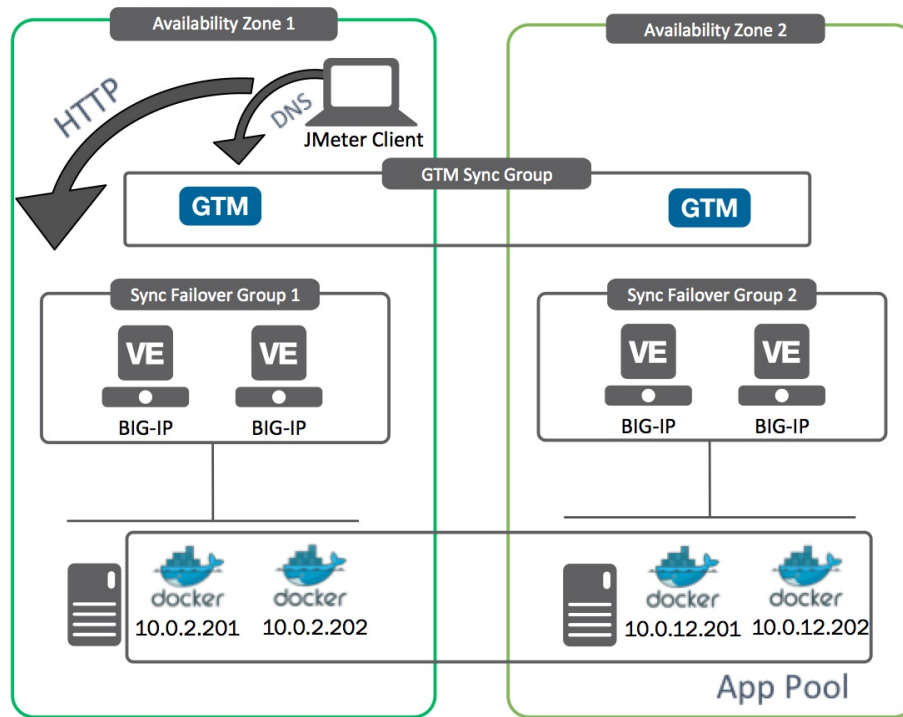 Availability Zone 1
Availability Zone 2
HTTP
DNS
JMeter Client
GTM Sync Group
GTM
GTM
Sync Failover Group 1
Sync Failover Group 2
VE
VE
VE
VE
BIG-IP
BIG-IP
BIG-IP
BIG-IP
docker
docker
docker
docker
10.0.2.201
10.0.2.202
10.0.12.201
10.0.12.202
App Pool